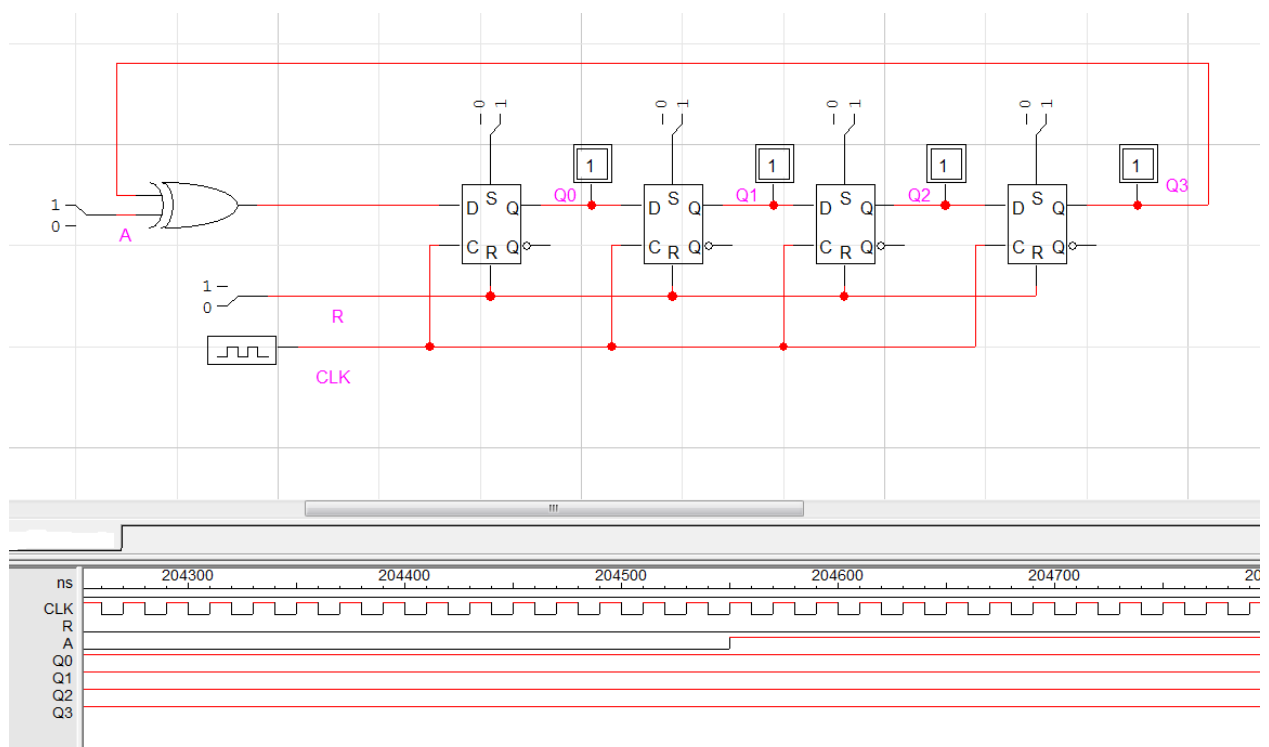 0 1 0 1 0 1 0 1
1 1 1 1
Q0 Q1 Q2 Q3
D S Q D S Q D S Q D S Q
1
0
A
C R Q C R Q C R Q C R Q
1
0
R
CLK
ns 204300 204400 204500 204600 204700 20
CLK
R
A
Q0
Q1
Q2
Q3